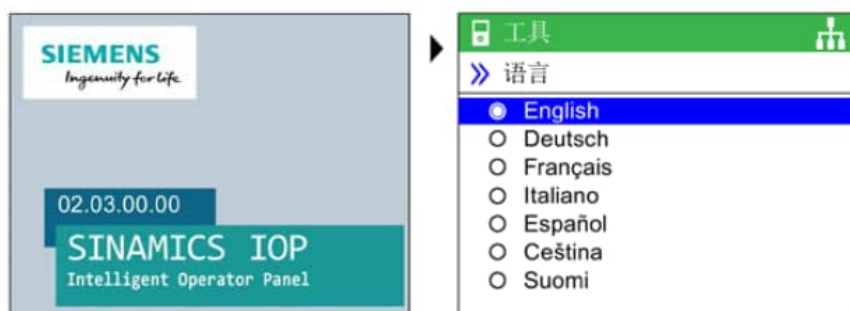 SIEMENS
Ingenuity for life
02.03.00.00
SINAMICS IOP
Intelligent Operator Panel
工具
语言
English
Deutsch
Français
Italiano
Español
Ceština
Suomi